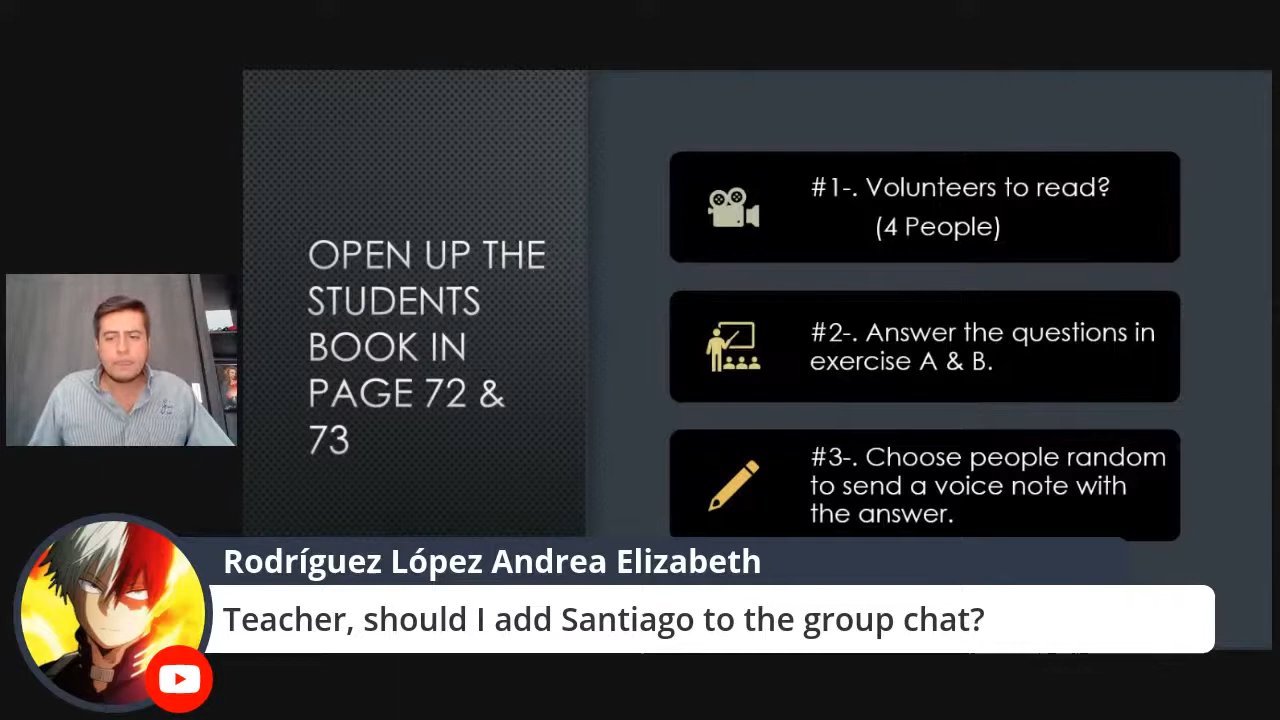 OPEN UP THE
STUDENTS
BOOK IN
PAGE 72 &
73
#1-. Volunteers to read?
(4 People)
#2-. Answer the questions in
exercise A & B.
#3-. Choose people random
to send a voice note with
the answer.
Rodríguez López Andrea Elizabeth
Teacher, should I add Santiago to the group chat?